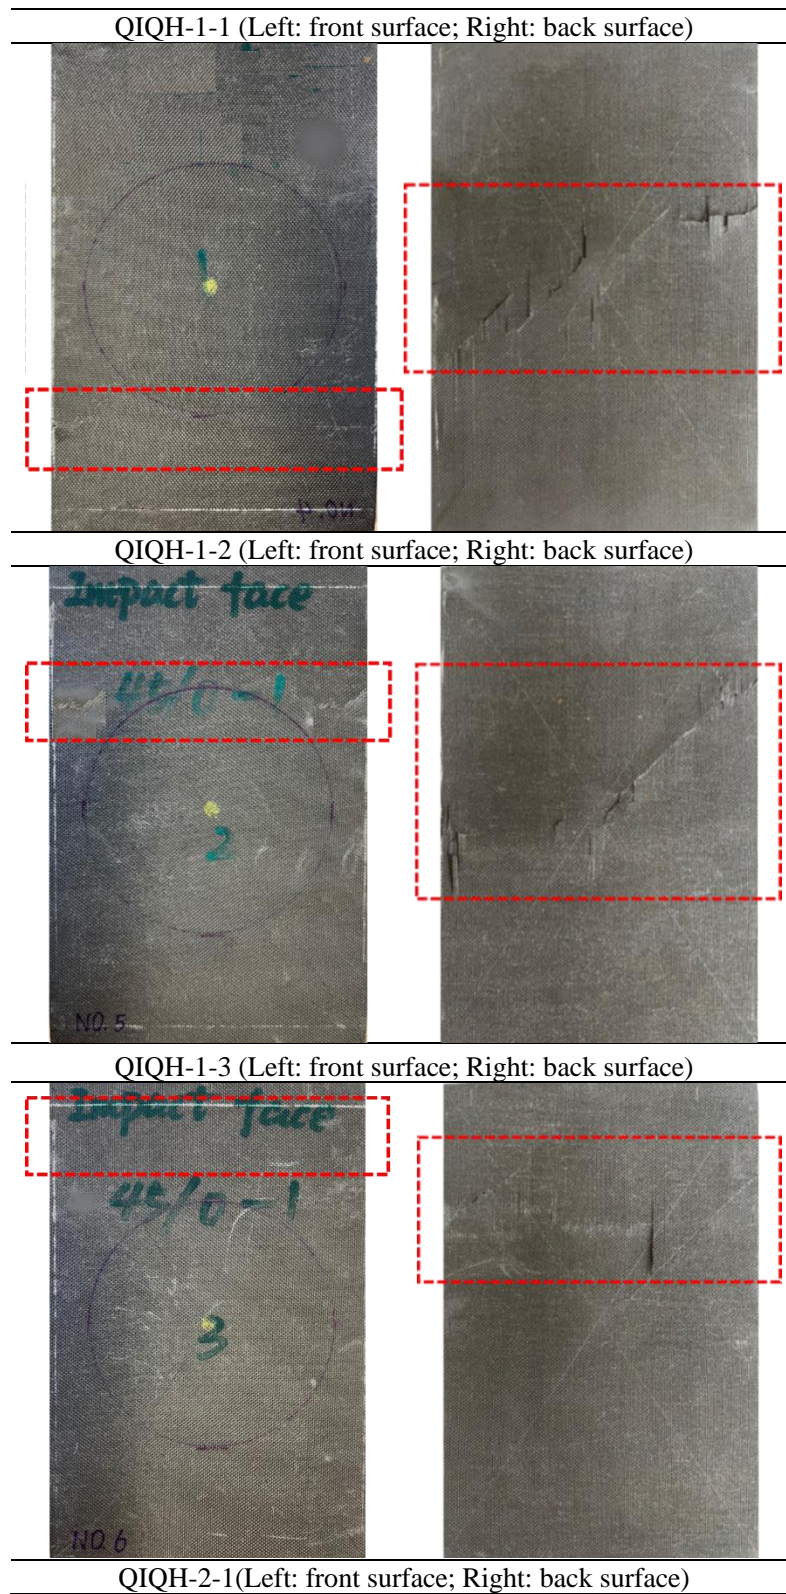 QIQH-1-1 (Left: front surface; Right: back surface)
1
NO. 4
QIQH-1-2 (Left: front surface; Right: back surface)
Impact face
45/0-1
2
NO. 5
QIQH-1-3 (Left: front surface; Right: back surface)
Impact face
45/0-1
3
NO. 6
QIQH-2-1(Left: front surface; Right: back surface)